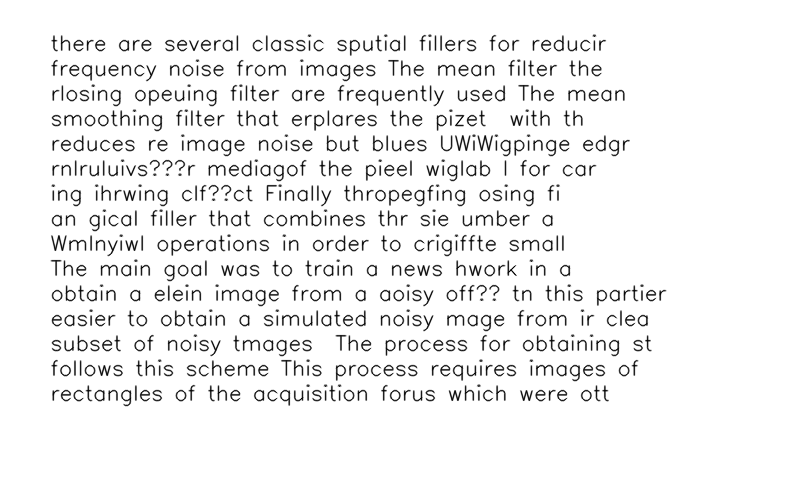 there are several classic sputial fillers for reducir
frequency noise from images The mean filter the
rlosing opeuing filter are frequently used The mean
smoothing filter that erplares the pizet with th
reduces re image noise but blues UWiWigpinge edgr
rnlruluivs???r mediagof the pieel wiglab l for car
ing ihrwing clf??ct Finally thropegfing osing fi
an gical filler that combines thr sie umber a
Wmlnyiwl operations in order to crigiffte small
The main goal was to train a news hwork in a
obtain a elein image from a aoisy off?? tn this partier
easier to obtain a simulated noisy mage from ir clea
subset of noisy tmages The process for obtaining st
follows this scheme This process requires images of
rectangles of the acquisition forus which were ott